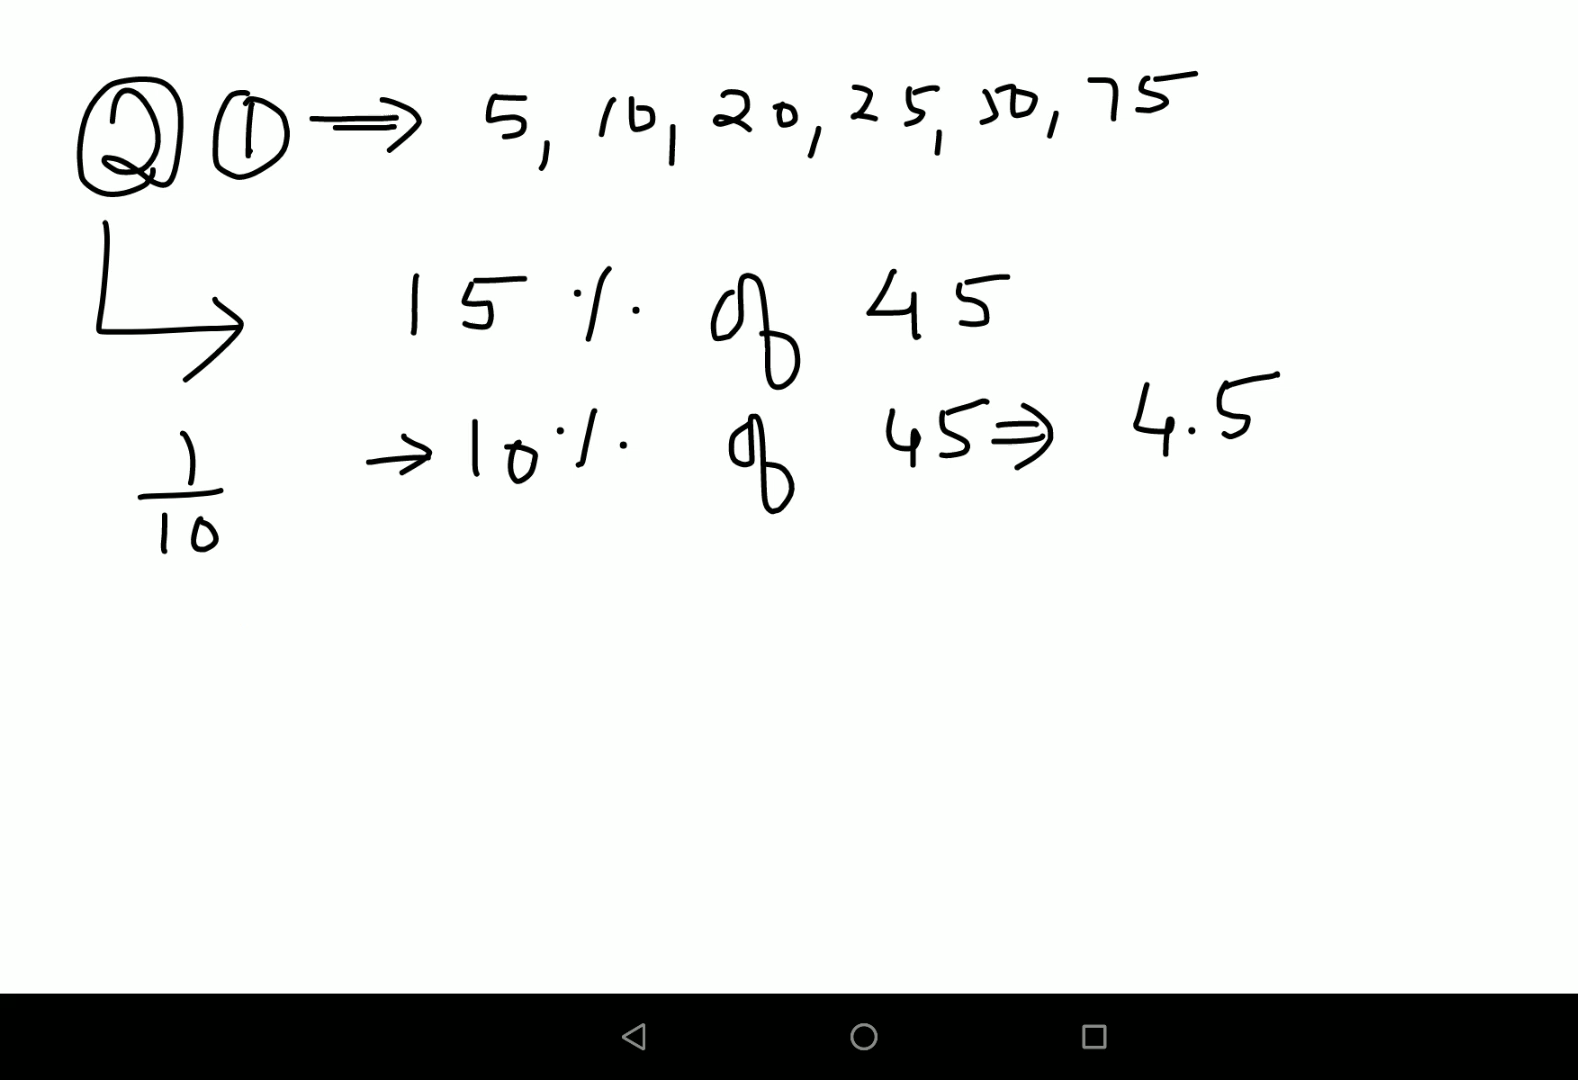 Q 1 ⇒ 5, 10, 20, 25, 50, 75
15 % of 45
1/10 → 10 % of 45 ⇒ 4.5